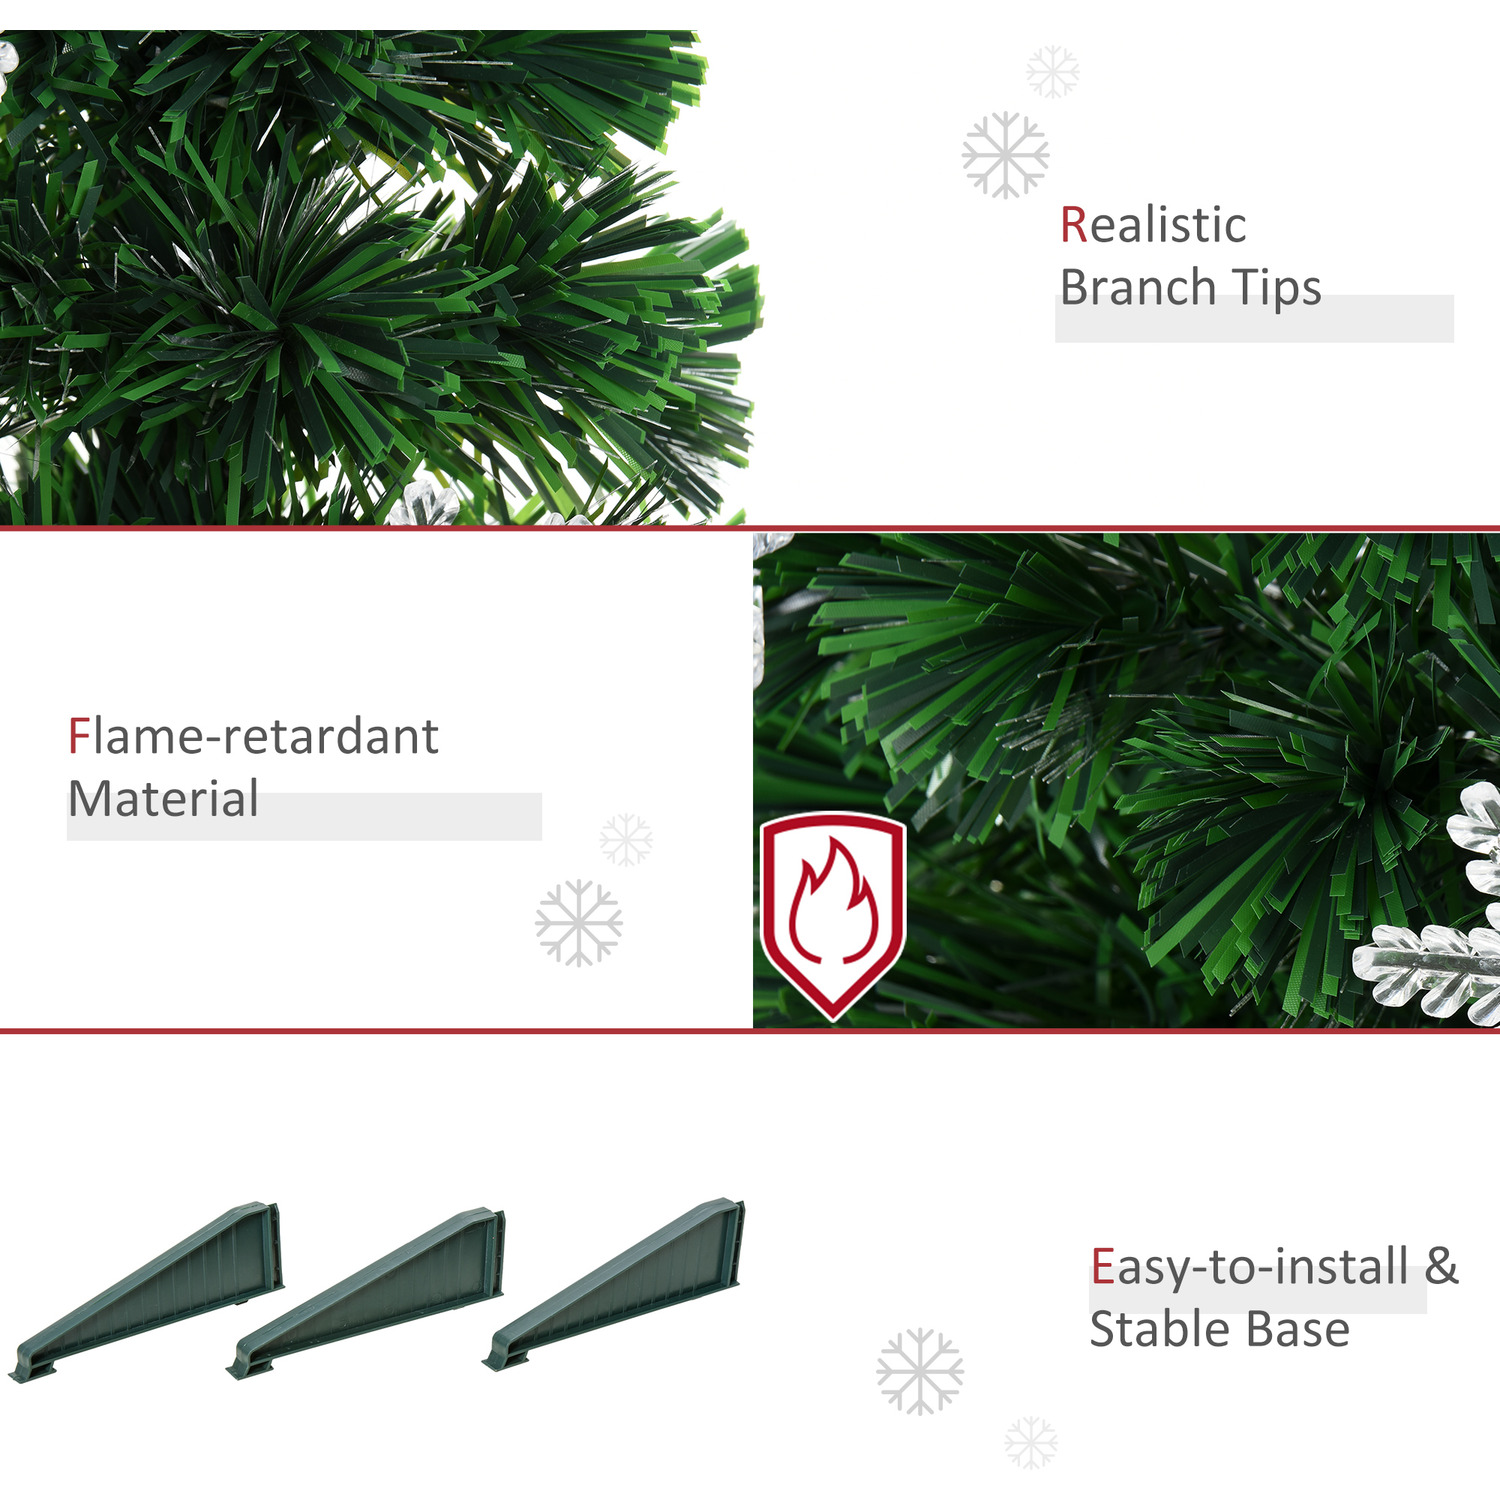 Realistic
Branch Tips
Flame-retardant
Material
Easy-to-install &
Stable Base